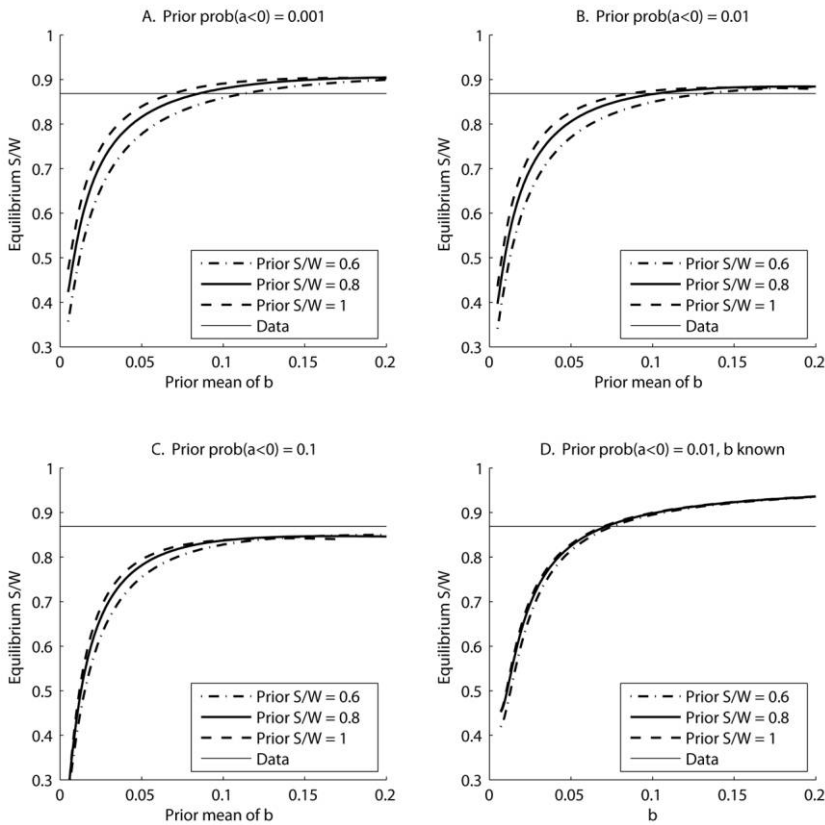 A. Prior prob(a<0) = 0.001
1
0.9
0.8
0.7
0.6
0.5
0.4
0.3
Equilibrium S/W
Prior S/W = 0.6
Prior S/W = 0.8
Prior S/W = 1
Data
0 0.05 0.1 0.15 0.2
Prior mean of b
B. Prior prob(a<0) = 0.01
1
0.9
0.8
0.7
0.6
0.5
0.4
0.3
Equilibrium S/W
Prior S/W = 0.6
Prior S/W = 0.8
Prior S/W = 1
Data
0 0.05 0.1 0.15 0.2
Prior mean of b
C. Prior prob(a<0) = 0.1
1
0.9
0.8
0.7
0.6
0.5
0.4
0.3
Equilibrium S/W
Prior S/W = 0.6
Prior S/W = 0.8
Prior S/W = 1
Data
0 0.05 0.1 0.15 0.2
Prior mean of b
D. Prior prob(a<0) = 0.01, b known
1
0.9
0.8
0.7
0.6
0.5
0.4
0.3
Equilibrium S/W
Prior S/W = 0.6
Prior S/W = 0.8
Prior S/W = 1
Data
0 0.05 0.1 0.15 0.2
b